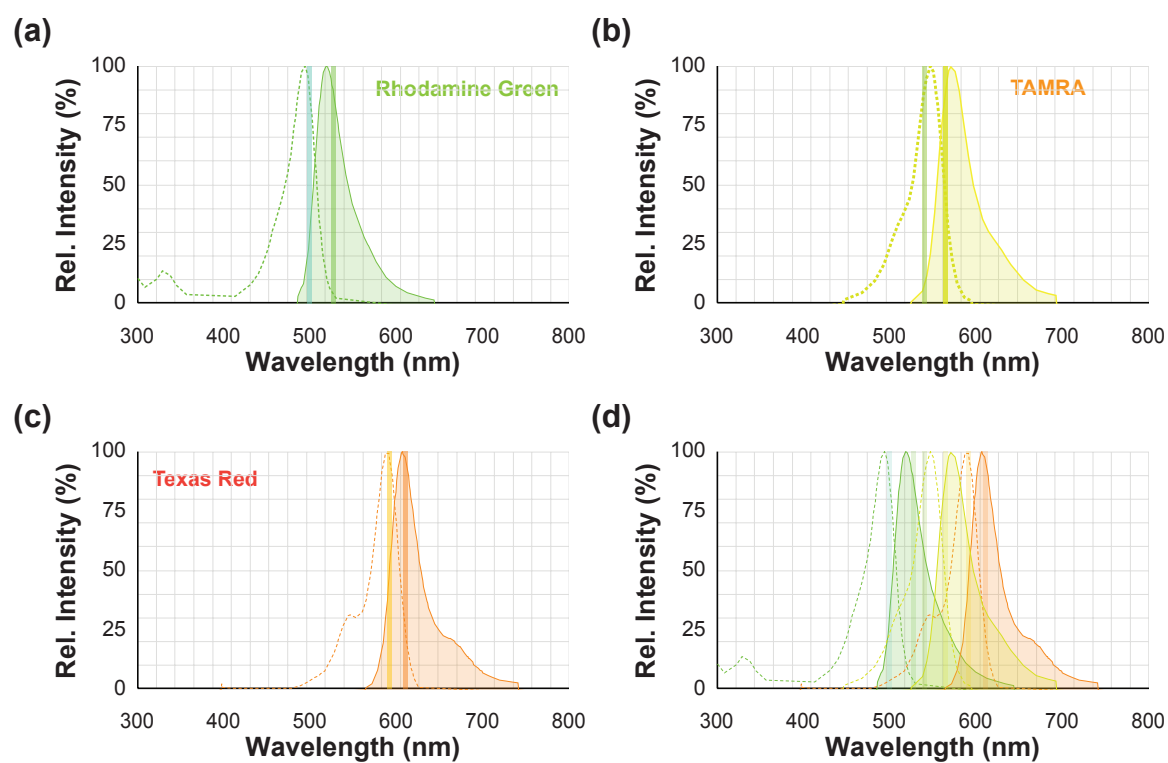 (a)
(b)
100
75
50
25
0
Rel. Intensity (%)
Rhodamine Green
300 400 500 600 700 800
Wavelength (nm)
100
75
50
25
0
Rel. Intensity (%)
TAMRA
300 400 500 600 700 800
Wavelength (nm)
(c)
(d)
100
75
50
25
0
Rel. Intensity (%)
Texas Red
300 400 500 600 700 800
Wavelength (nm)
100
75
50
25
0
Rel. Intensity (%)
300 400 500 600 700 800
Wavelength (nm)